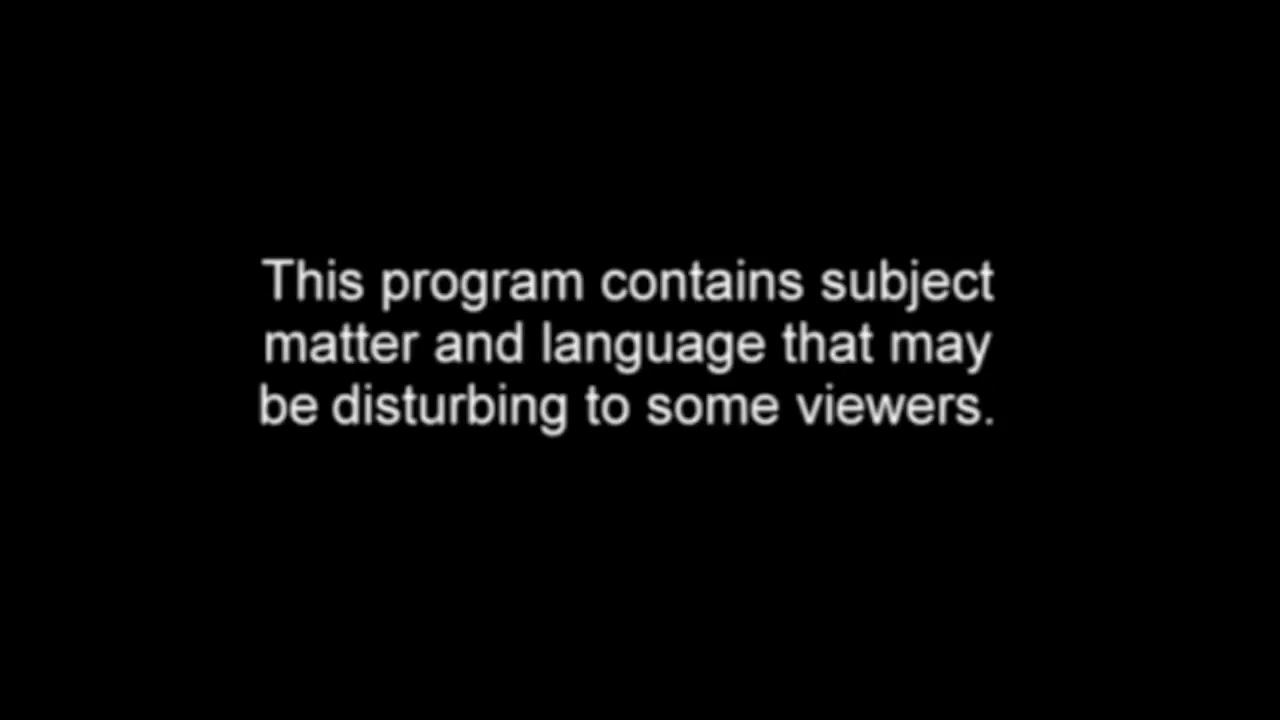 This program contains subject
matter and language that may
be disturbing to some viewers.